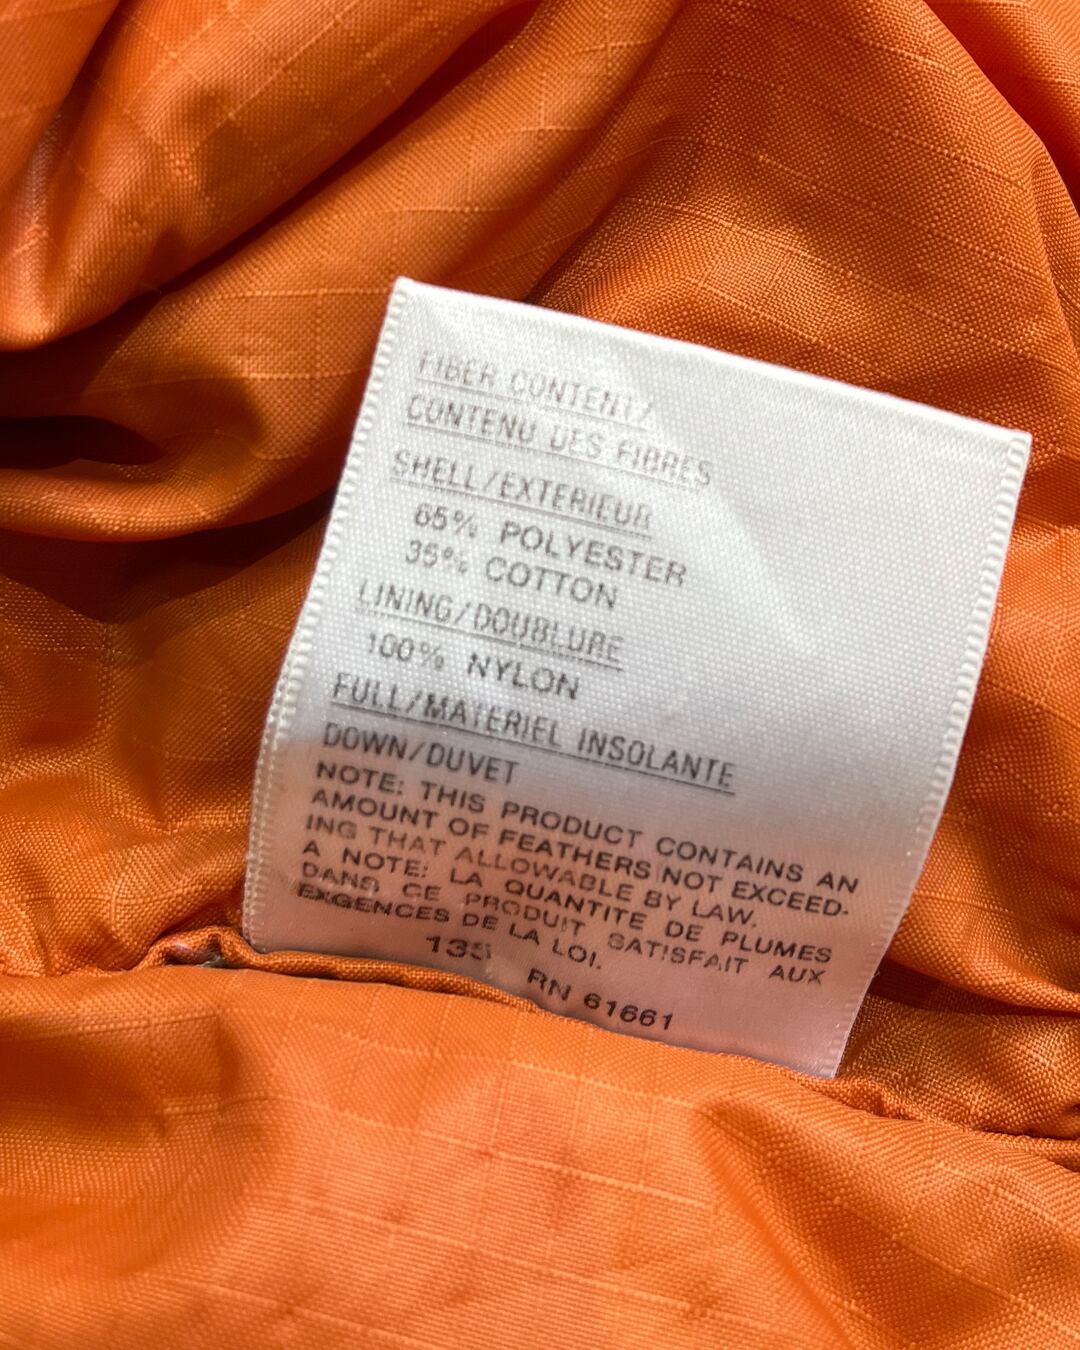 FIBER CONTENT/
CONTENU DES FIBRES
SHELL/EXTERIEUR
65% POLYESTER
35% COTTON
LINING/DOUBLURE
100% NYLON
FULL/MATERIEL INSOLANTE
DOWN/DUVET
NOTE: THIS PRODUCT CONTAINS AN
AMOUNT OF FEATHERS NOT EXCEED-
ING THAT ALLOWABLE BY LAW.
A NOTE: LA QUANTITE DE PLUMES
DANS CE PRODUIT SATISFAIT AUX
EXGENCES DE LA LOI.
135 RN 61661